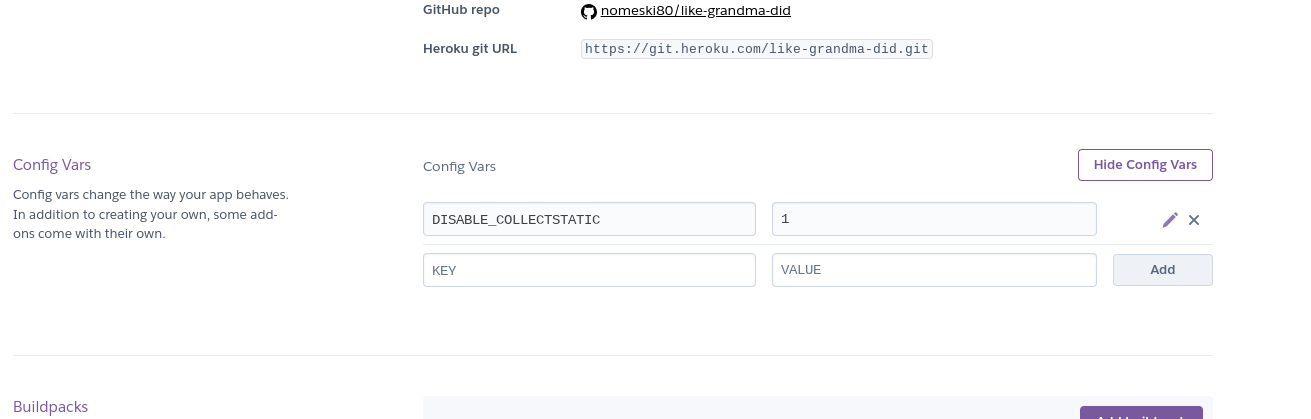 GitHub repo
nomeski80/like-grandma-did
Heroku git URL
https://git.heroku.com/like-grandma-did.git
Config Vars
Config vars change the way your app behaves.
In addition to creating your own, some add-
ons come with their own.
Config Vars
Hide Config Vars
DISABLE_COLLECTSTATIC
1
KEY
VALUE
Add
Buildpacks